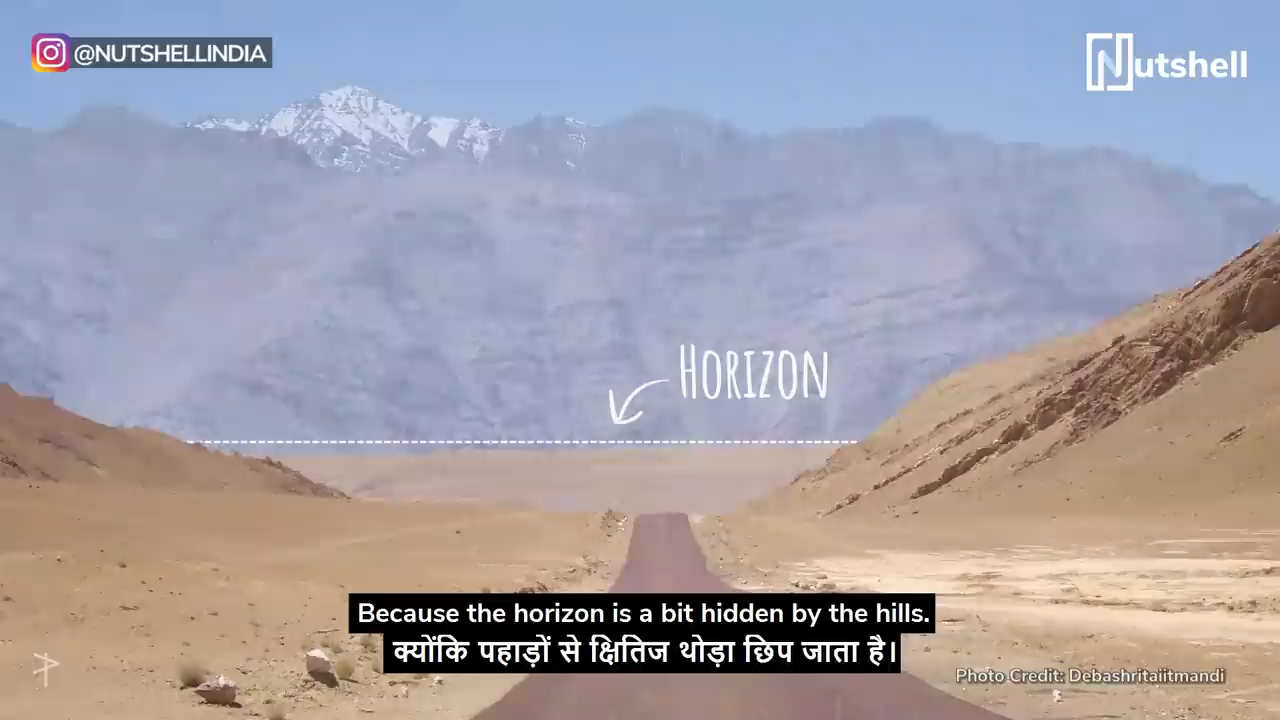 @NUTSHELLINDIA
Nutshell
HORIZON
Because the horizon is a bit hidden by the hills.
क्योंकि पहाड़ों से क्षितिज थोड़ा छिप जाता है।
Photo Credit: Debashritaiitmandi